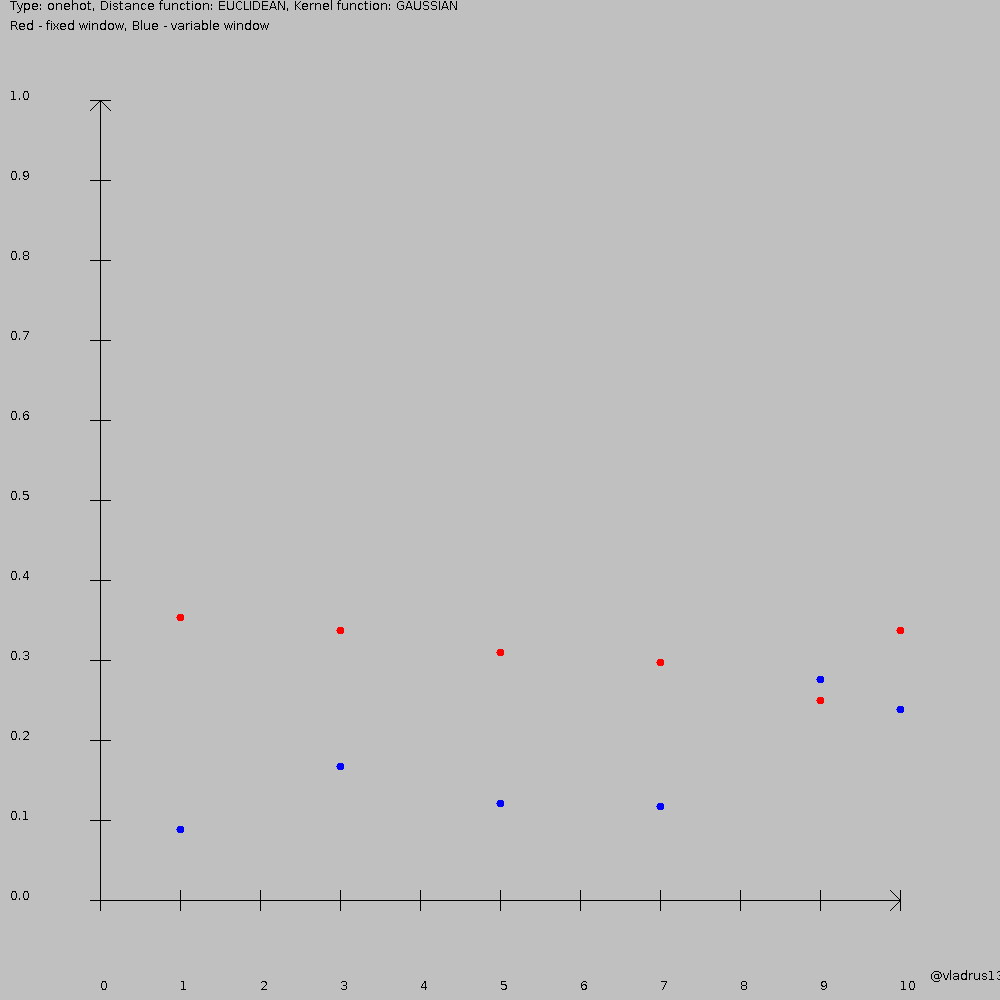 Type: onehot, Distance function: EUCLIDEAN, Kernel function: GAUSSIAN
Red - fixed window, Blue - variable window
1.0
0.9
0.8
0.7
0.6
0.5
0.4
0.3
0.2
0.1
0.0
@vladrus13
0 1 2 3 4 5 6 7 8 9 10